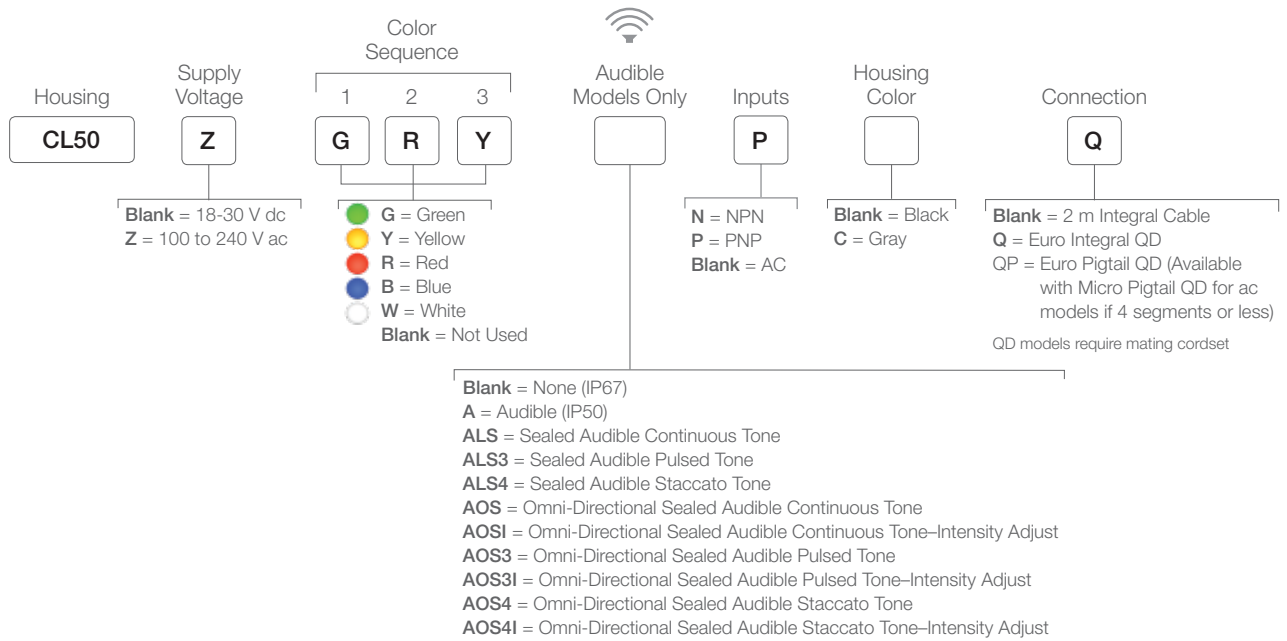 Color
Sequence
Housing
Supply
Voltage
1 2 3
Audible
Models Only
Inputs
Housing
Color
Connection
CL50 Z G R Y P Q
Blank = 18-30 V dc
Z = 100 to 240 V ac
G = Green
Y = Yellow
R = Red
B = Blue
W = White
Blank = Not Used
N = NPN
P = PNP
Blank = AC
Blank = Black
C = Gray
Blank = 2 m Integral Cable
Q = Euro Integral QD
QP = Euro Pigtail QD (Available
with Micro Pigtail QD for ac
models if 4 segments or less)
QD models require mating cordset
Blank = None (IP67)
A = Audible (IP50)
ALS = Sealed Audible Continuous Tone
ALS3 = Sealed Audible Pulsed Tone
ALS4 = Sealed Audible Staccato Tone
AOS = Omni-Directional Sealed Audible Continuous Tone
AOSI = Omni-Directional Sealed Audible Continuous Tone–Intensity Adjust
AOS3 = Omni-Directional Sealed Audible Pulsed Tone
AOS3I = Omni-Directional Sealed Audible Pulsed Tone–Intensity Adjust
AOS4 = Omni-Directional Sealed Audible Staccato Tone
AOS4I = Omni-Directional Sealed Audible Staccato Tone–Intensity Adjust